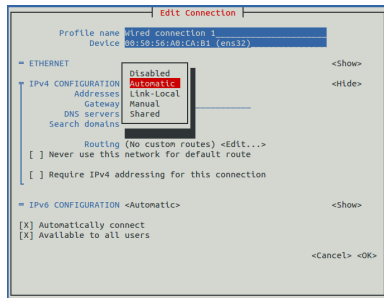 Edit Connection
Profile name Wired connection 1
Device 00:50:56:A0:CA:B1 (ens32)
= ETHERNET <Show>
Disabled
IPv4 CONFIGURATION Automatic <Hide>
Addresses Link-Local
Gateway Manual
DNS servers Shared
Search domains
Routing (No custom routes) <Edit...>
[ ] Never use this network for default route
[ ] Require IPv4 addressing for this connection
= IPv6 CONFIGURATION <Automatic> <Show>
[X] Automatically connect
[X] Available to all users
<Cancel> <OK>